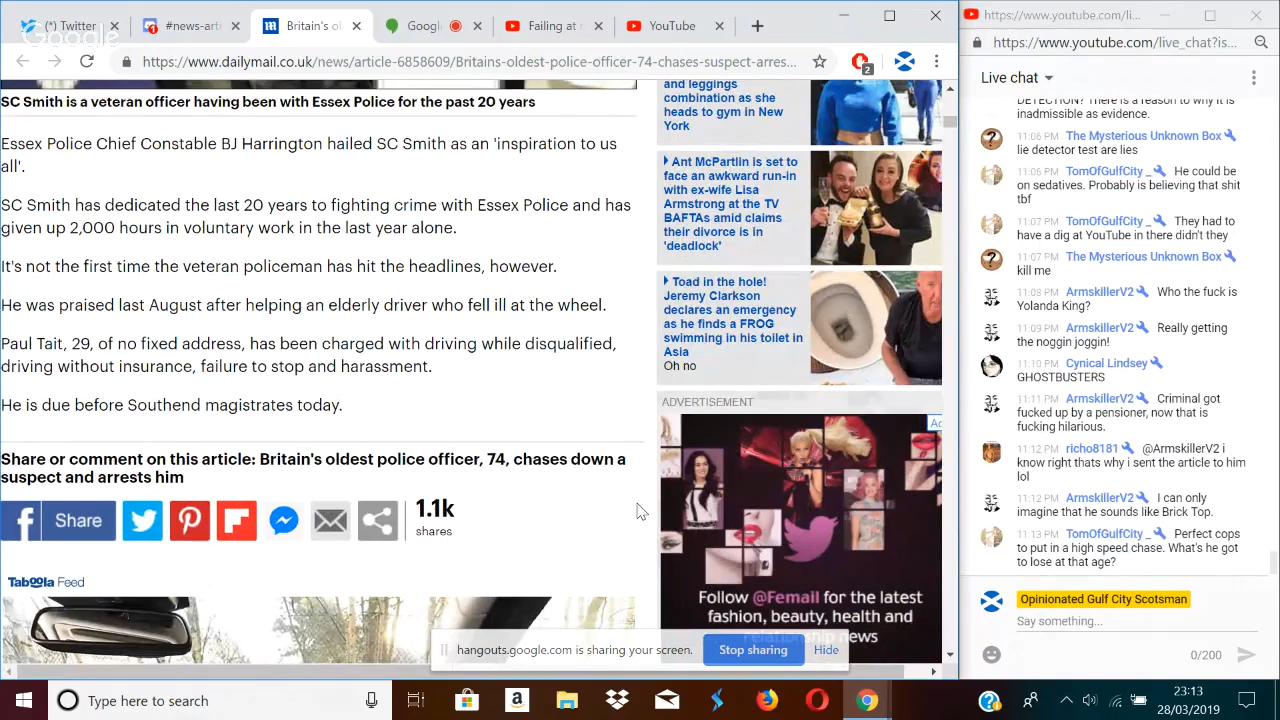 (*) Twitter
#news-arti
Britain's ol
Googl
Filling at n
YouTube
https://www.youtube.com/li...
Google
https://www.dailymail.co.uk/news/article-6858609/Britains-oldest-police-officer-74-chases-suspect-arres...
2
https://www.youtube.com/live_chat?is...
SC Smith is a veteran officer having been with Essex Police for the past 20 years
Essex Police Chief Constable BJ Harrington hailed SC Smith as an 'inspiration to us
all'.
SC Smith has dedicated the last 20 years to fighting crime with Essex Police and has
given up 2,000 hours in voluntary work in the last year alone.
It's not the first time the veteran policeman has hit the headlines, however.
He was praised last August after helping an elderly driver who fell ill at the wheel.
Paul Tait, 29, of no fixed address, has been charged with driving while disqualified,
driving without insurance, failure to stop and harassment.
He is due before Southend magistrates today.
Share or comment on this article: Britain's oldest police officer, 74, chases down a
suspect and arrests him
Share
1.1k
shares
Taboola Feed
and leggings
combination as she
heads to gym in New
York
Ant McPartlin is set to
face an awkward run-in
with ex-wife Lisa
Armstrong at the TV
BAFTAs amid claims
their divorce is in
'deadlock'
Toad in the hole!
Jeremy Clarkson
declares an emergency
as he finds a FROG
swimming in his toilet in
Asia
Oh no
ADVERTISEMENT
Follow @Femail for the latest
fashion, beauty, health and
relationship news
hangouts.google.com is sharing your screen.
Stop sharing
Hide
Live chat
DETECTION? There is a reason to why it is
inadmissible as evidence.
11:06 PM The Mysterious Unknown Box
lie detector test are lies
11:06 PM TomOfGulfCity _ He could be
on sedatives. Probably is believing that shit
tbf
11:07 PM TomOfGulfCity _ They had to
have a dig at YouTube in there didn't they
11:07 PM The Mysterious Unknown Box
kill me
11:08 PM ArmskillerV2 Who the fuck is
Yolanda King?
11:09 PM ArmskillerV2 Really getting
the noggin joggin!
11:10 PM Cynical Lindsey
GHOSTBUSTERS
11:11 PM ArmskillerV2 Criminal got
fucked up by a pensioner, now that is
fucking hilarious.
11:12 PM richo8181 @ArmskillerV2 i
know right thats why i sent the article to him
lol
11:12 PM ArmskillerV2 I can only
imagine that he sounds like Brick Top.
11:13 PM TomOfGulfCity _ Perfect cops
to put in a high speed chase. What's he got
to lose at that age?
Opinionated Gulf City Scotsman
Say something...
0/200
Type here to search
23:13
28/03/2019